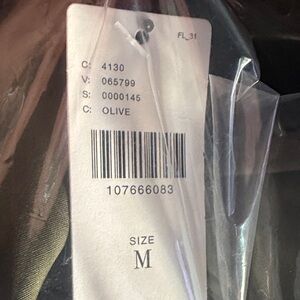 FL_31
C: 4130
V: 065799
S: 0000145
C: OLIVE
107666083
SIZE
M